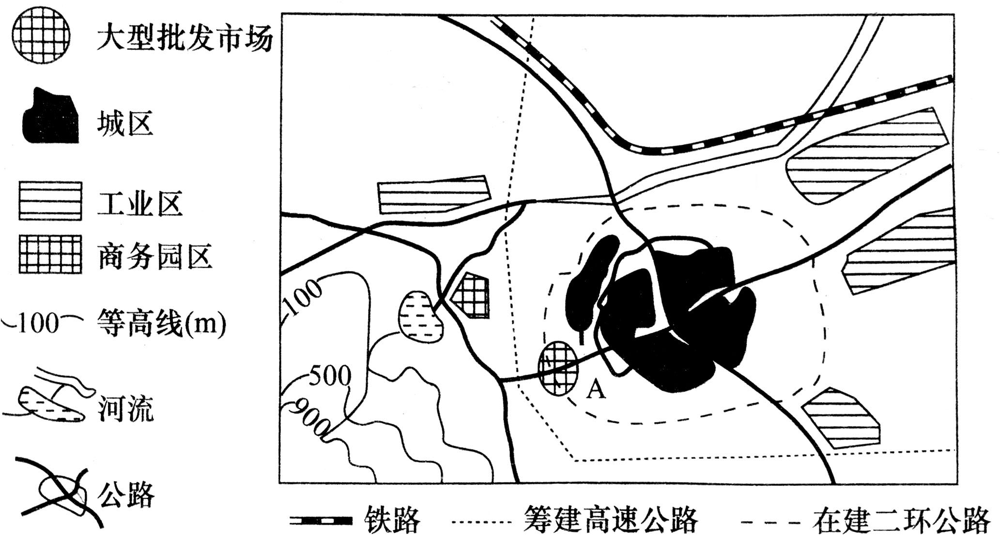 大型批发市场
城区
工业区
商务园区
100 等高线(m)
河流
公路
100
500
900
A
铁路
筹建高速公路
在建二环公路